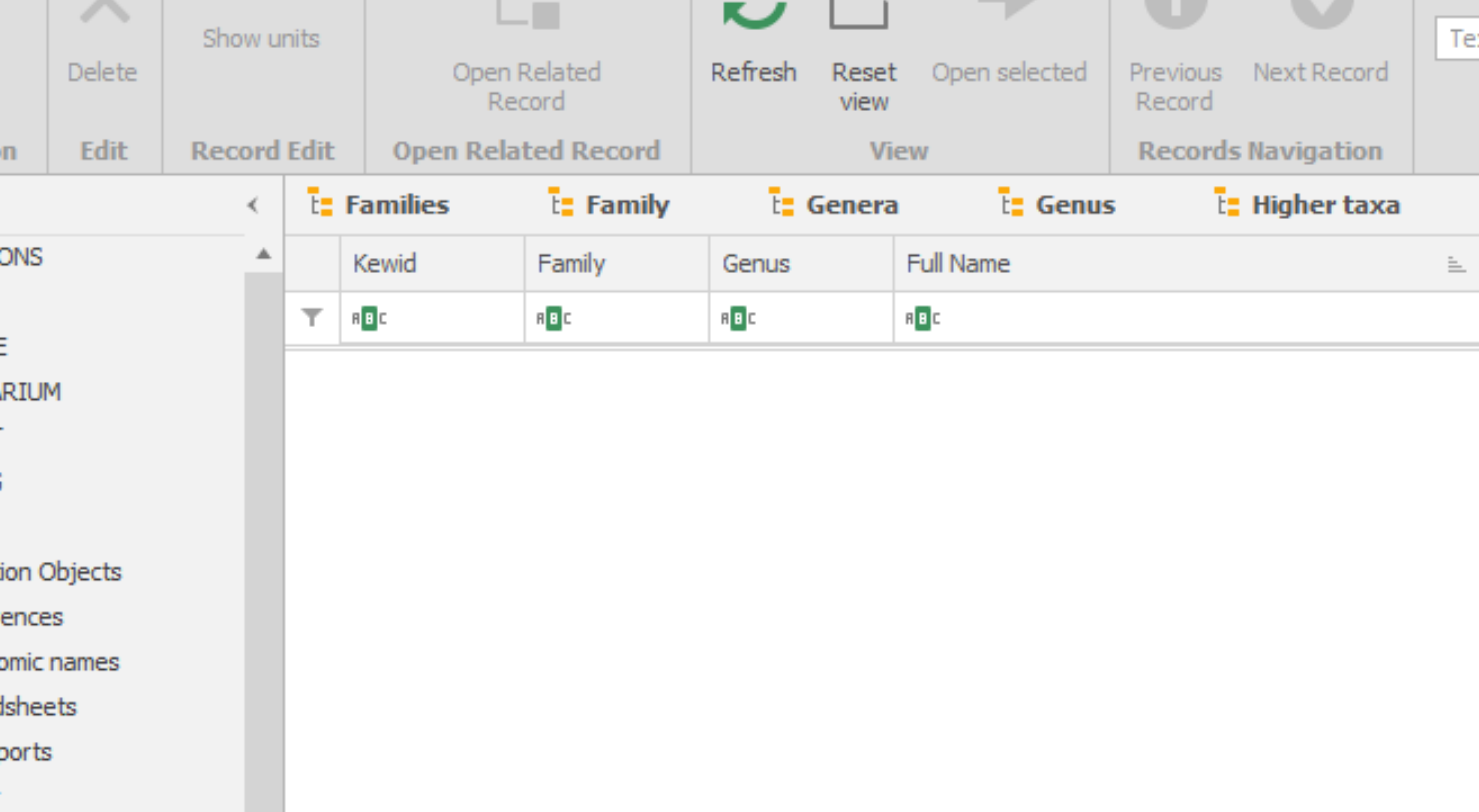 Show units
Delete
Open Related
Record
Refresh
Reset
view
Open selected
Previous
Record
Next Record
Edit
Record Edit
Open Related Record
View
Records Navigation
Families
Family
Genera
Genus
Higher taxa
Kewid
Family
Genus
Full Name
ABC
ABC
ABC
ABC
ONS
ARIUM
ion Objects
ences
omic names
dsheets
ports